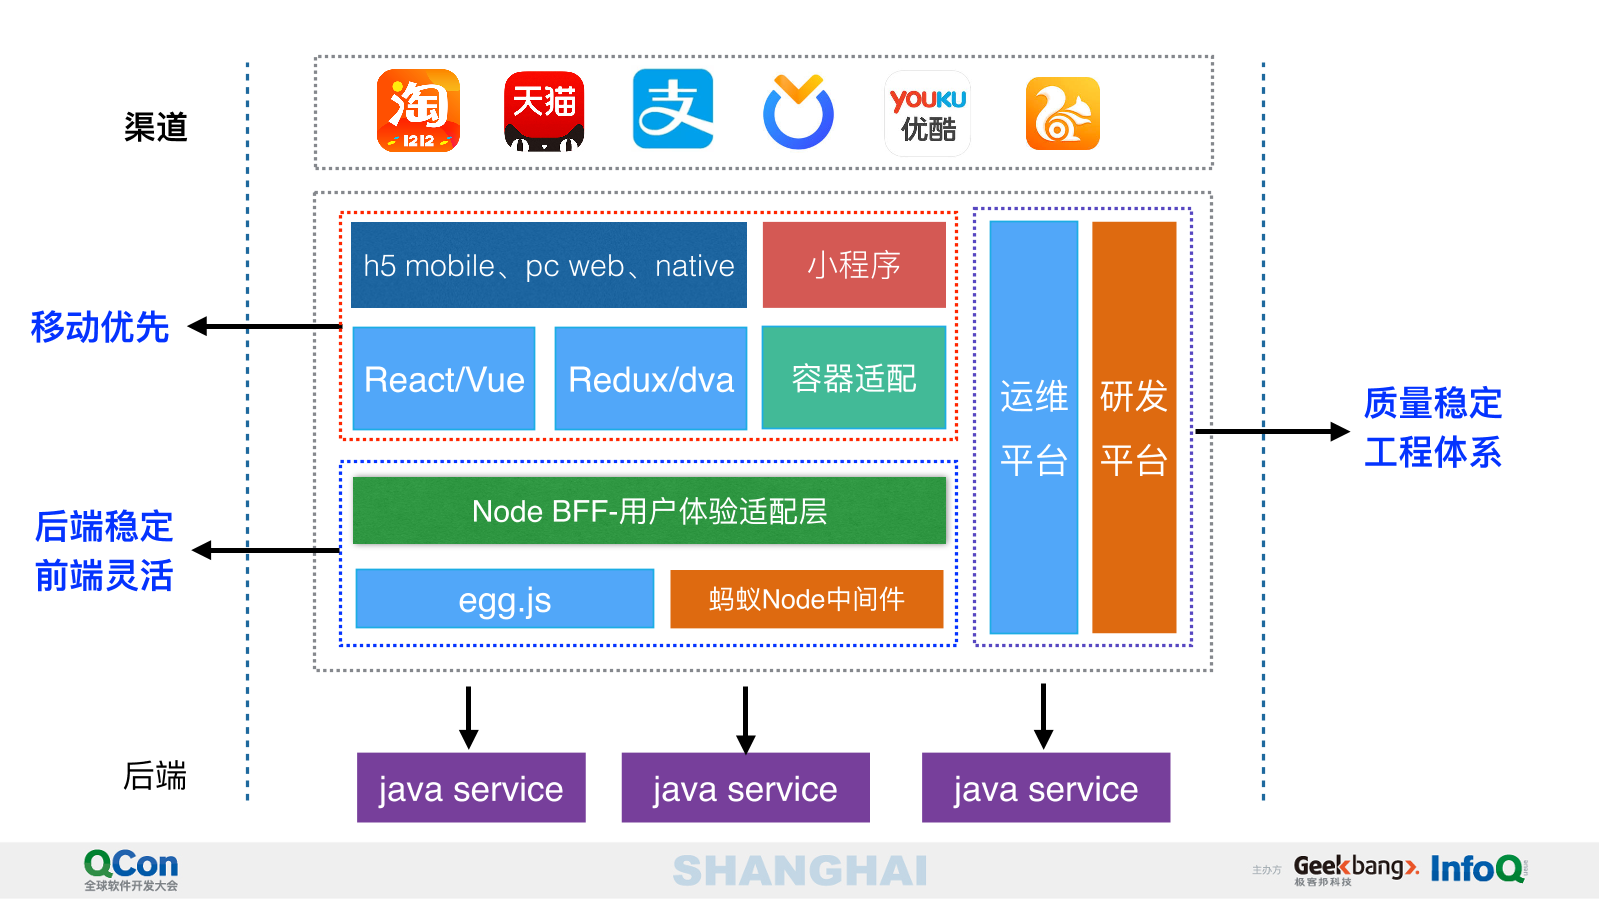 渠道
淘
1212
天猫
支
YOUKU
优酷
h5 mobile、pc web、native
小程序
移动优先
React/Vue
Redux/dva
容器适配
运维
平台
研发
平台
质量稳定
工程体系
Node BFF-用户体验适配层
后端稳定
前端灵活
egg.js
蚂蚁Node中间件
后端
java service
java service
java service
QCon
全球软件开发大会
SHANGHAI
主办方
Geekbang
极客邦科技
InfoQ